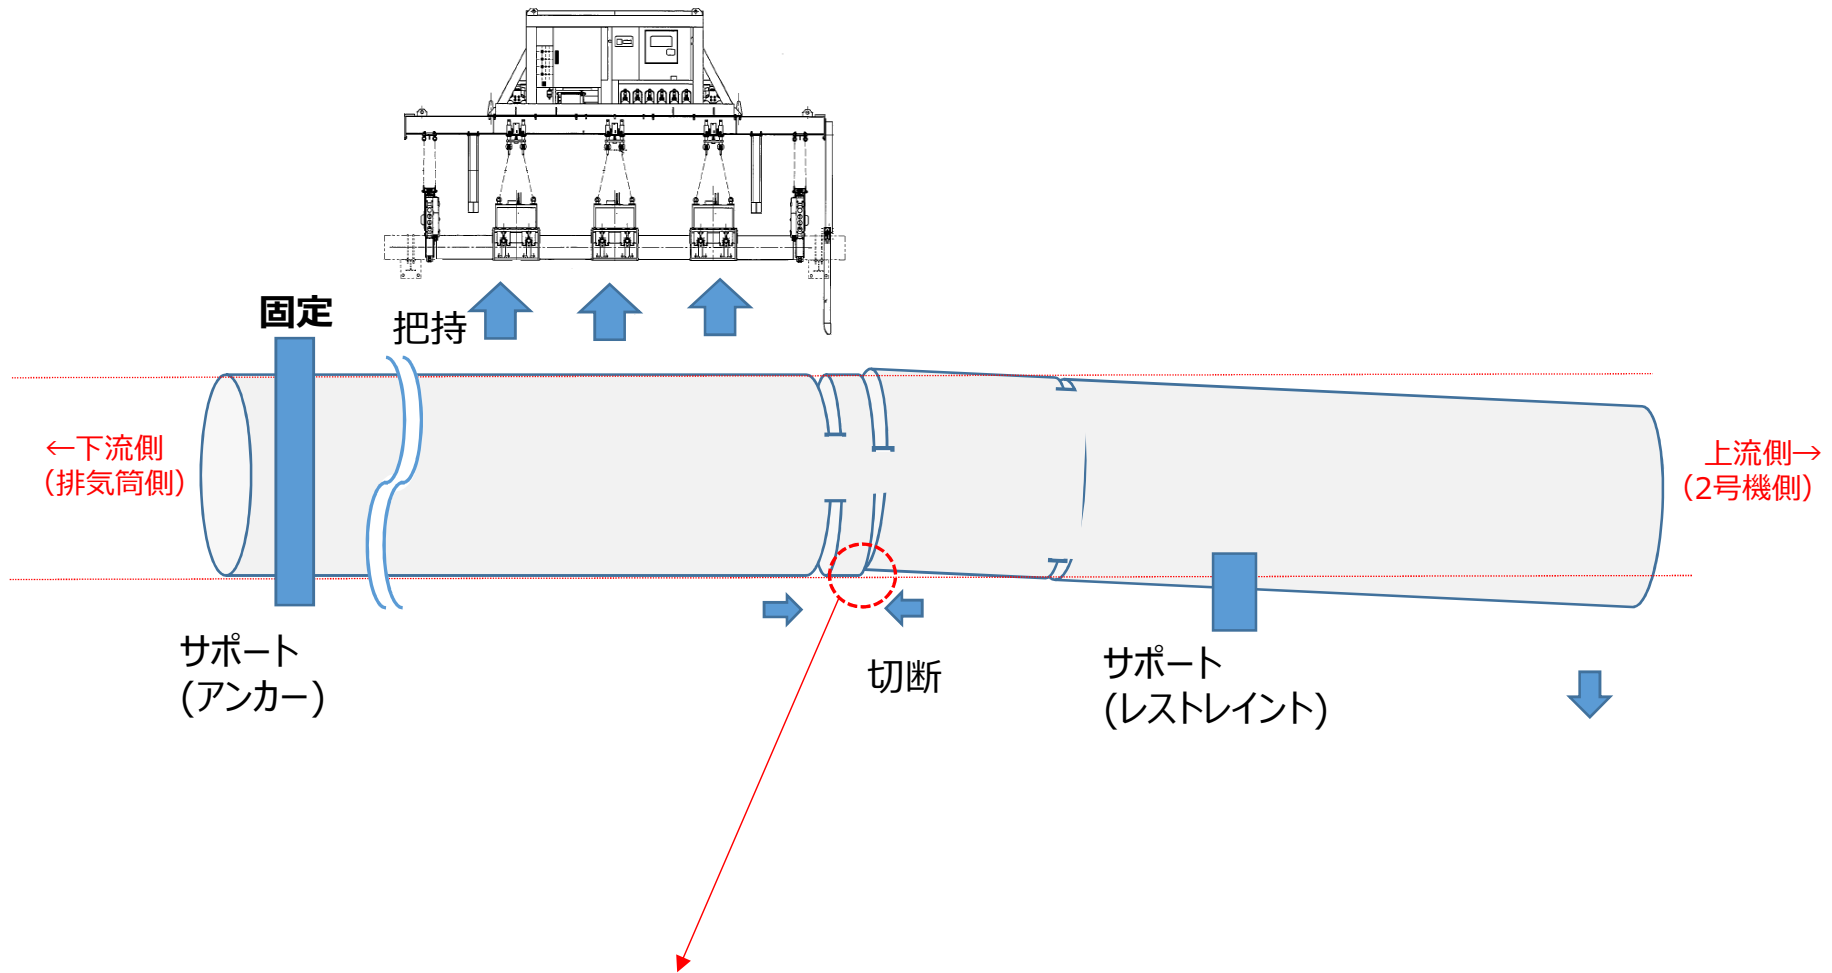 固定
把持
←下流側
（排気筒側）
上流側→
（2号機側）
サポート
(アンカー)
切断
サポート
(レストレイント)